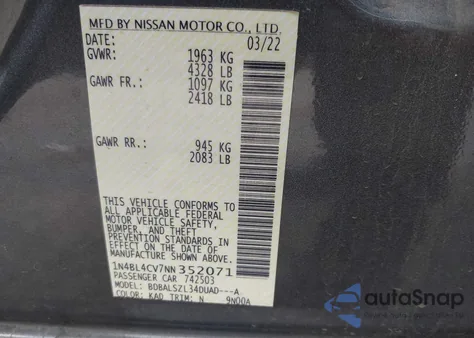 MFD BY NISSAN MOTOR CO., LTD.
DATE: 03/22
GVWR: 1963 KG
4328 LB
GAWR FR.: 1097 KG
2418 LB
GAWR RR.: 945 KG
2083 LB
THIS VEHICLE CONFORMS TO
ALL APPLICABLE FEDERAL
MOTOR VEHICLE SAFETY,
BUMPER, AND THEFT
PREVENTION STANDARDS IN
EFFECT ON THE DATE OF
MANUFACTURE SHOWN ABOVE.
1N4BL4CV7NN352071
PASSENGER CAR 742503
MODEL: BDBALSZL34DUAD---A
COLOR: KAD TRIM: N 9N00A
autoSnap